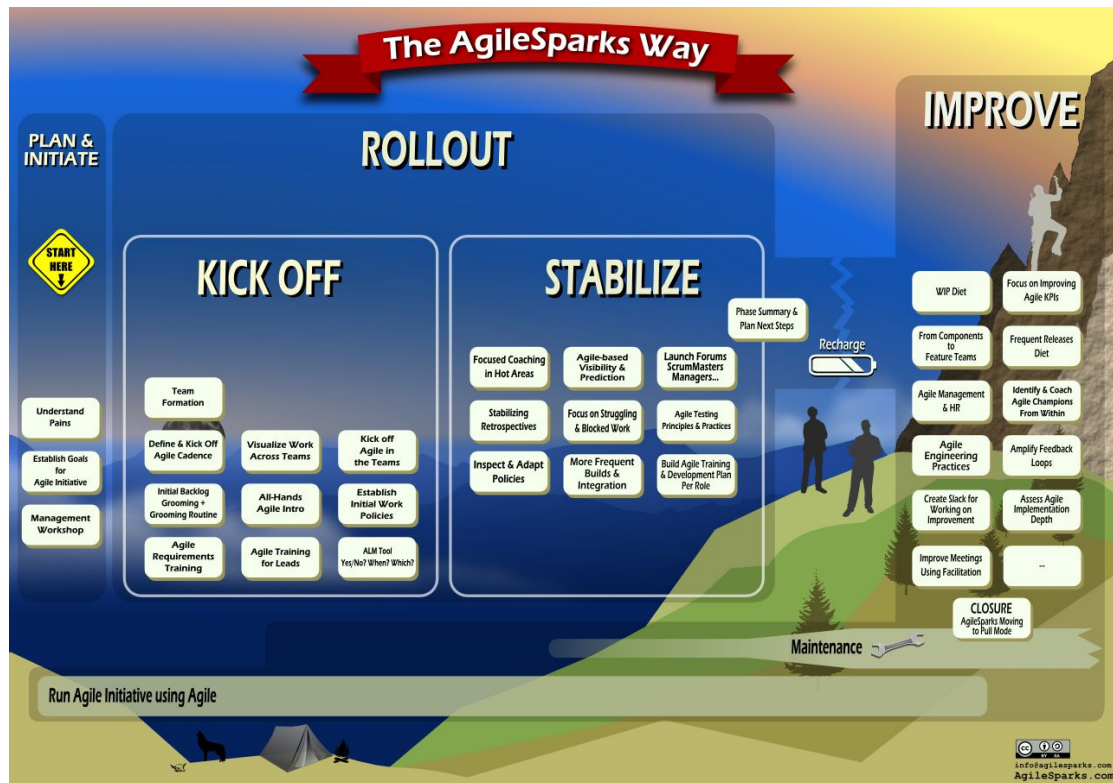 The AgileSparks Way
PLAN &
INITIATE
START
HERE
Understand
Pains
Establish Goals
for
Agile Initiative
Management
Workshop
ROLLOUT
KICK OFF
Team
Formation
Define & Kick Off
Agile Cadence
Visualize Work
Across Teams
Kick off
Agile in
the Teams
Initial Backlog
Grooming +
Grooming Routine
All-Hands
Agile Intro
Establish
Initial Work
Policies
Agile
Requirements
Training
Agile Training
for Leads
ALM Tool
Yes/No? When? Which?
STABILIZE
Phase Summary &
Plan Next Steps
Focused Coaching
in Hot Areas
Agile-based
Visibility &
Prediction
Launch Forums
ScrumMasters
Managers...
Stabilizing
Retrospectives
Focus on Struggling
& Blocked Work
Agile Testing
Principles & Practices
Inspect & Adapt
Policies
More Frequent
Builds &
Integration
Build Agile Training
& Development Plan
Per Role
Recharge
IMPROVE
WIP Diet
Focus on Improving
Agile KPIs
From Components
to
Feature Teams
Frequent Releases
Diet
Agile Management
& HR
Identify & Coach
Agile Champions
From Within
Agile
Engineering
Practices
Amplify Feedback
Loops
Create Slack for
Working on
Improvement
Assess Agile
Implementation
Depth
Improve Meetings
Using Facilitation
...
CLOSURE
AgileSparks Moving
to Pull Mode
Maintenance
Run Agile Initiative using Agile
cc
BY SA
info@agilesparks.com
AgileSparks.com